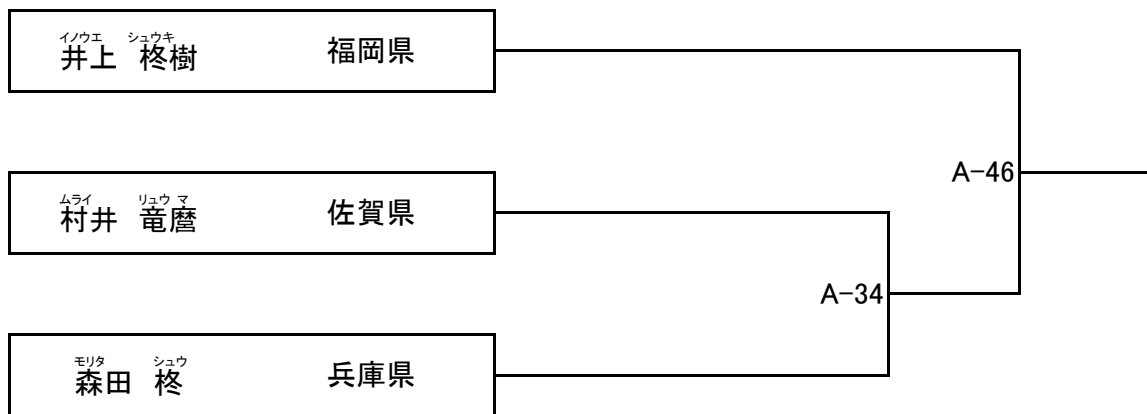 イノウエ シュウキ
井上 柊樹 福岡県
A-46
ムライ リュウ マ
村井 竜麿 佐賀県
A-34
モリタ シュウ
森田 柊 兵庫県